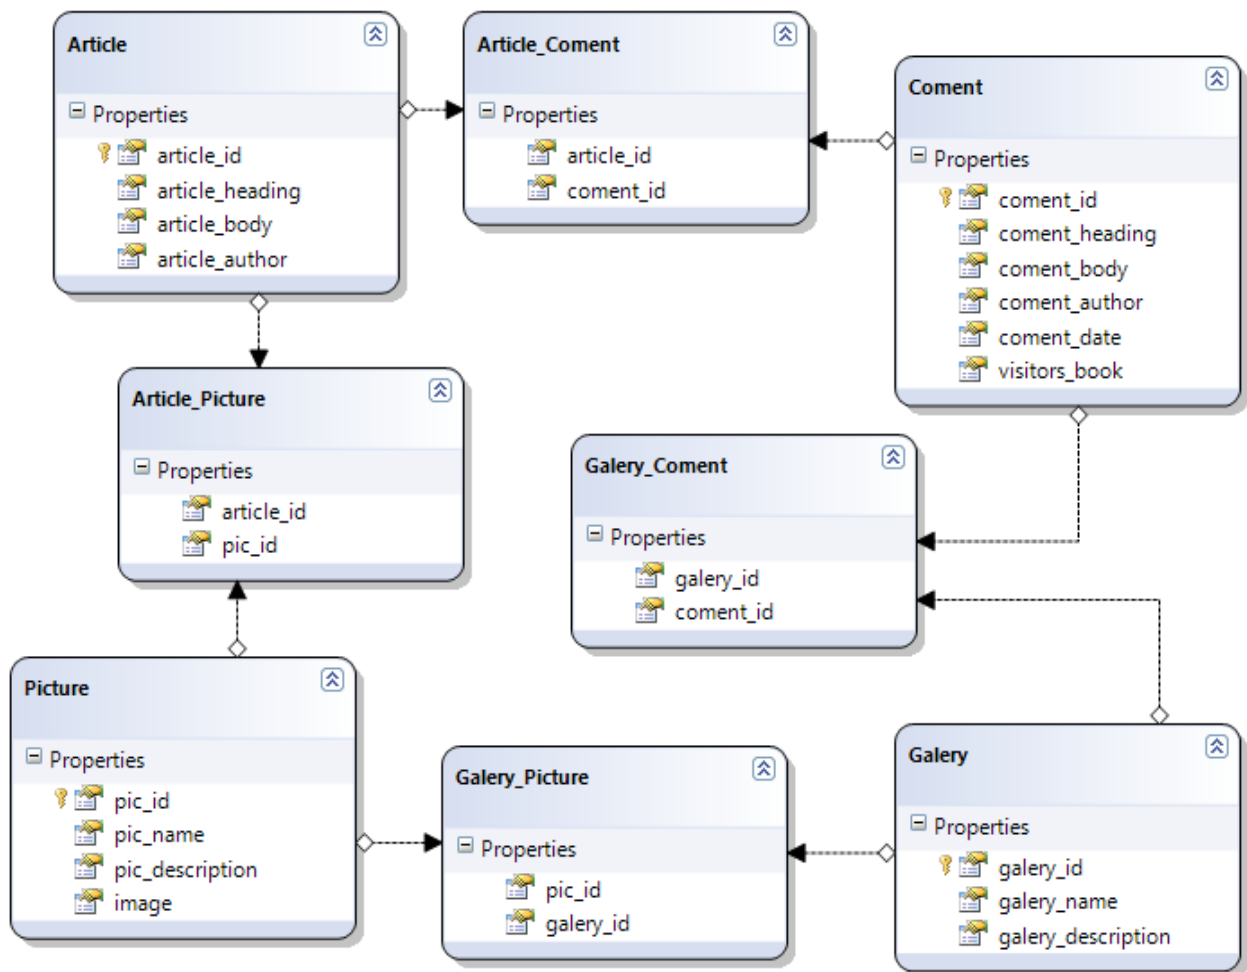 Article
Properties
article_id
article_heading
article_body
article_author
Article_Coment
Properties
article_id
coment_id
Coment
Properties
coment_id
coment_heading
coment_body
coment_author
coment_date
visitors_book
Article_Picture
Properties
article_id
pic_id
Galery_Coment
Properties
galery_id
coment_id
Picture
Properties
pic_id
pic_name
pic_description
image
Galery_Picture
Properties
pic_id
galery_id
Galery
Properties
galery_id
galery_name
galery_description